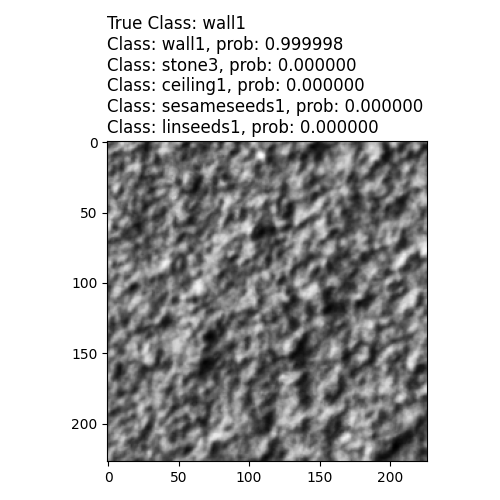 True Class: wall1
Class: wall1, prob: 0.999998
Class: stone3, prob: 0.000000
Class: ceiling1, prob: 0.000000
Class: sesameseeds1, prob: 0.000000
Class: linseeds1, prob: 0.000000
0
50
100
150
200
0 50 100 150 200